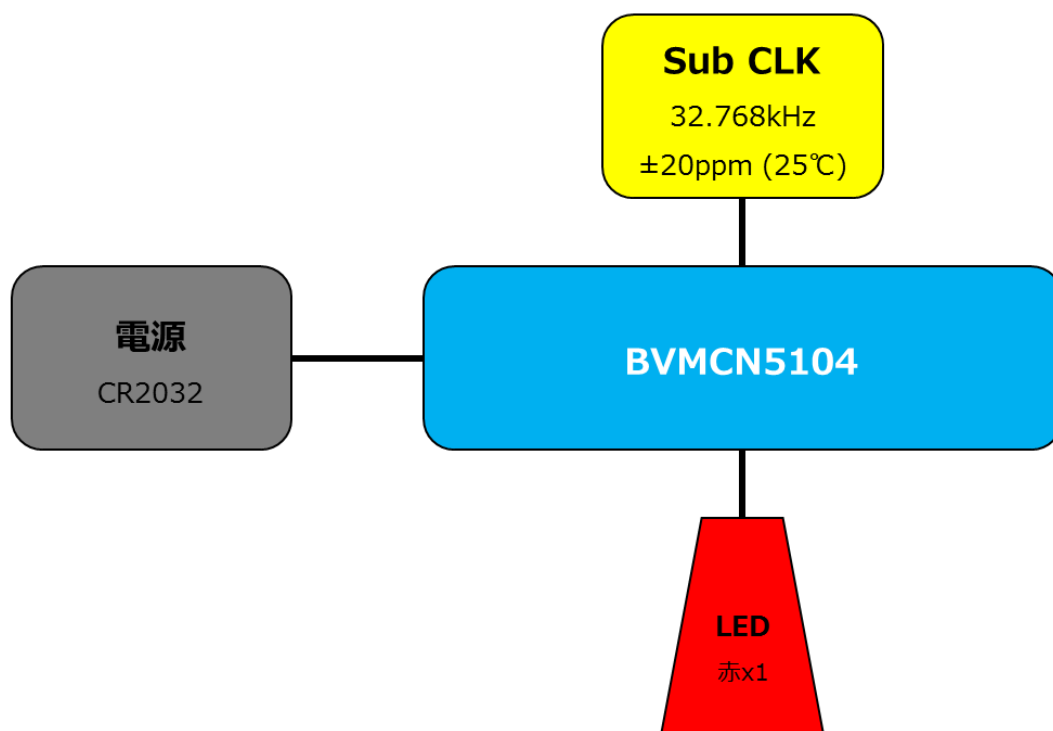 Sub CLK
32.768kHz
±20ppm (25℃)
電源
CR2032
BVMCN5104
LED
赤x1